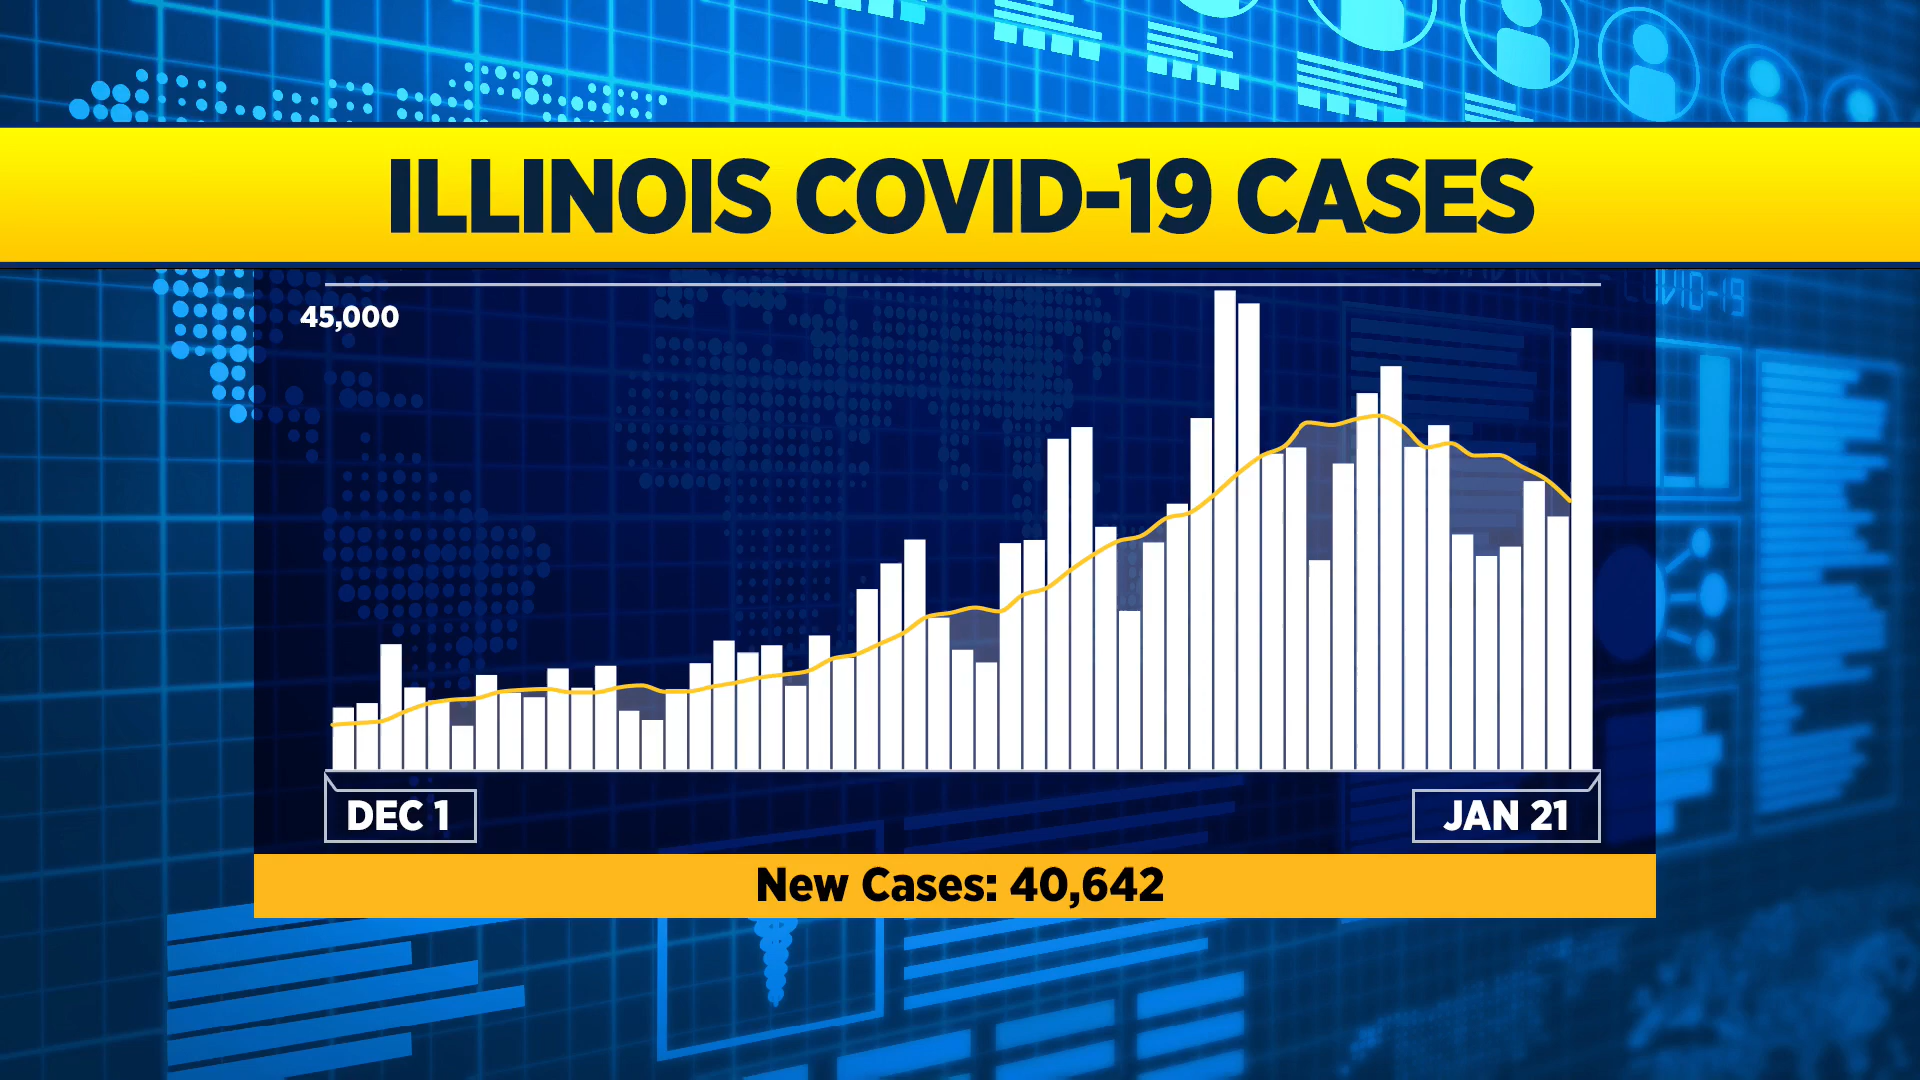 ILLINOIS COVID-19 CASES
45,000
DEC 1
JAN 21
New Cases: 40,642